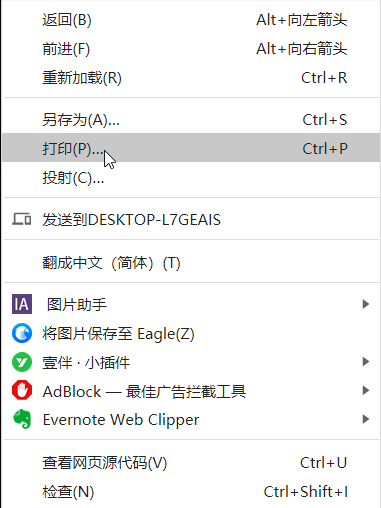 返回(B) Alt+向左箭头
前进(F) Alt+向右箭头
重新加载(R) Ctrl+R
另存为(A)... Ctrl+S
打印(P)... Ctrl+P
投射(C)...
发送到DESKTOP-L7GEAIS
翻成中文（简体）(T)
IA 图片助手
将图片保存至 Eagle(Z)
壹伴 · 小插件
AdBlock — 最佳广告拦截工具
Evernote Web Clipper
查看网页源代码(V) Ctrl+U
检查(N) Ctrl+Shift+I